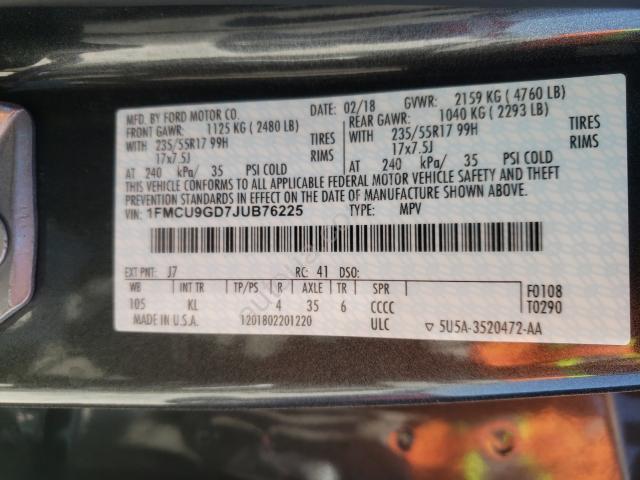 MFD. BY FORD MOTOR CO. DATE: 02/18 GVWR: 2159 KG ( 4760 LB)
FRONT GAWR: 1125 KG ( 2480 LB) REAR GAWR: 1040 KG ( 2293 LB)
WITH 235/55R17 99H TIRES WITH 235/55R17 99H TIRES
17x7.5J RIMS 17x7.5J RIMS
AT 240 kPa/ 35 PSI COLD AT 240 kPa/ 35 PSI COLD
THIS VEHICLE CONFORMS TO ALL APPLICABLE FEDERAL MOTOR VEHICLE SAFETY AND THEFT
PREVENTION STANDARDS IN EFFECT ON THE DATE OF MANUFACTURE SHOWN ABOVE.
VIN: 1FMCU9GD7JUB76225 TYPE: MPV
EXT PNT: J7 RC: 41 DSO:
WB INT TR TP/PS R AXLE TR SPR F0108
105 KL 4 35 6 CCCC T0290
MADE IN U.S.A. 1201802201220 ULC ▽ 5U5A-3520472-AA